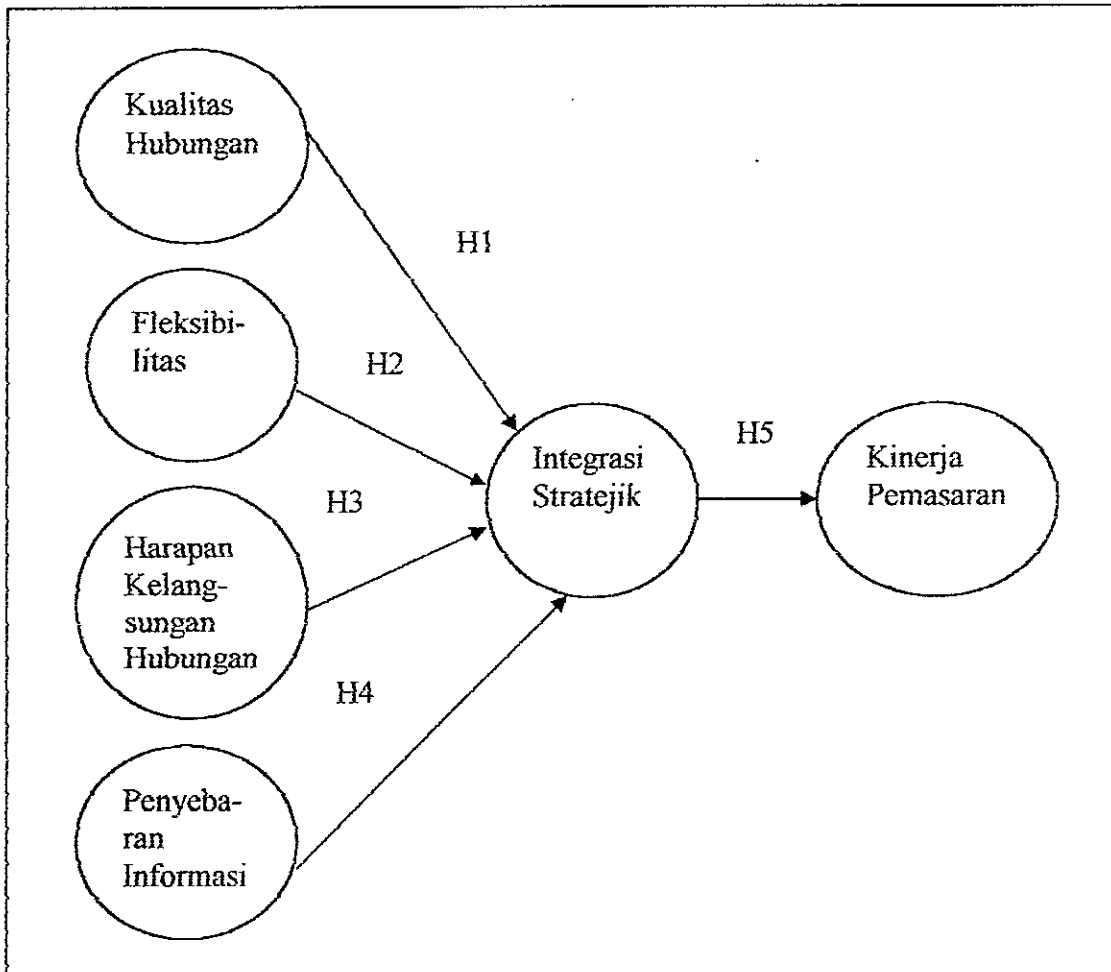 Kualitas
Hubungan
H1
Fleksibi-
litas
H2
Integrasi
Stratejik
H5
Kinerja
Pemasaran
H3
Harapan
Kelang-
sungan
Hubungan
H4
Penyeba-
ran
Informasi